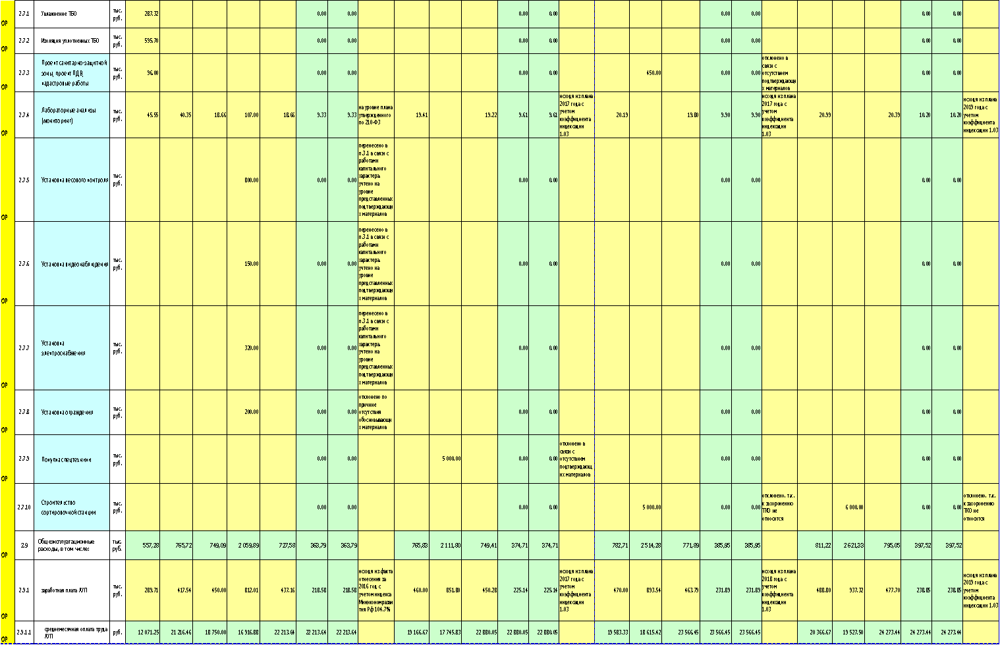 ОР 2.7.1 Увлажнение ТБО тыс. руб. 287.32 0.00 0.00 0.00 0.00 0.00 0.00 0.00 0.00
ОР 2.7.2 Изоляция уплотненных ТБО тыс. руб. 595.70 0.00 0.00 0.00 0.00 0.00 0.00 0.00 0.00
ОР 2.7.3 Проект санитарно-защитной зоны, проект ПДВ, кадастровые работы тыс. руб. 96.00 0.00 0.00 0.00 0.00 450.00 0.00 0.00 отклонено в связи с отсутствием подтверждающих материалов 0.00 0.00
ОР 2.7.4 Лабораторные анализы (мониторинг) тыс. руб. 45.55 40.35 18.66 107.00 18.66 9.33 9.33 на уровне плана утвержденного по 210-ФЗ 19.41 19.22 9.61 9.61 исходя из плана 2017 года с учетом коэффициента индексации 1.03 20.19 19.80 9.90 9.90 исходя из плана 2017 года с учетом коэффициента индексации 1.03 20.99 20.39 10.20 10.20 исходя из плана 2019 года с учетом коэффициента индексации 1.03
ОР 2.7.5 Установка весового контроля тыс. руб. 800.00 0.00 0.00 перенесено в п.3.1 в связи с работами капитального характера. учтено на уровне представленных подтверждающих материалов 0.00 0.00 0.00 0.00 0.00 0.00
ОР 2.7.6 Установка видеонаблюдения тыс. руб. 150.00 0.00 0.00 перенесено в п.3.1 в связи с работами капитального характера. учтено на уровне представленных подтверждающих материалов 0.00 0.00 0.00 0.00 0.00 0.00
ОР 2.7.7 Установка электроснабжения тыс. руб. 320.00 0.00 0.00 перенесено в п.3.1 в связи с работами капитального характера. учтено на уровне представленных подтверждающих материалов 0.00 0.00 0.00 0.00 0.00 0.00
ОР 2.7.8 Установка ограждения тыс. руб. 200.00 0.00 0.00 отклонено по причине отсутствия обосновывающих материалов 0.00 0.00 0.00 0.00 0.00 0.00
ОР 2.7.9 Покупка спецтехники тыс. руб. 0.00 0.00 5 000.00 0.00 0.00 отклонено в связи с отсутствием подтверждающих материалов 0.00 0.00 0.00 0.00
ОР 2.7.10 Строительство сортировочной станции тыс. руб. 0.00 0.00 0.00 0.00 5 000.00 0.00 0.00 отклонено. т.к. к захоронению ТКО не относится 6 000.00 0.00 0.00 отклонено. т.к. к захоронению ТКО не относится
ОР 2.9 Общеэксплуатационные расходы, в том числе: тыс. руб. 557,28 765,72 749,09 2 059,89 727,58 363,79 363,79 765,83 2 111,80 749,41 374,71 374,71 782,71 2 514,28 771,89 385,95 385,95 811,22 2 621,33 795,05 397,52 397,52
ОР 2.9.1 заработная плата АУП тыс. руб. 289.71 417.54 450.00 812.01 437.16 218.58 218.58 исходя из факта отнесения за 2016 год с учетом индекса Минэкономразвития РФ 104.7% 460.00 851.80 450.28 225.14 225.14 исходя из плана 2017 года с учетом коэффициента индексации 1.03 470.00 893.54 463.79 231.89 231.89 исходя из плана 2018 года с учетом коэффициента индексации 1.03 488.80 937.32 477.70 238.85 238.85 исходя из плана 2019 года с учетом коэффициента индексации 1.03
ОР 2.9.1.1 среднемесячная оплата труда АУП руб. 12 071.25 21 216.46 18 750.00 16 916.88 22 213.64 22 213.64 22 213.64 19 166.67 17 745.83 22 880.05 22 880.05 22 880.05 19 583.33 18 615.42 23 566.45 23 566.45 23 566.45 20 366.67 19 527.50 24 273.44 24 273.44 24 273.44